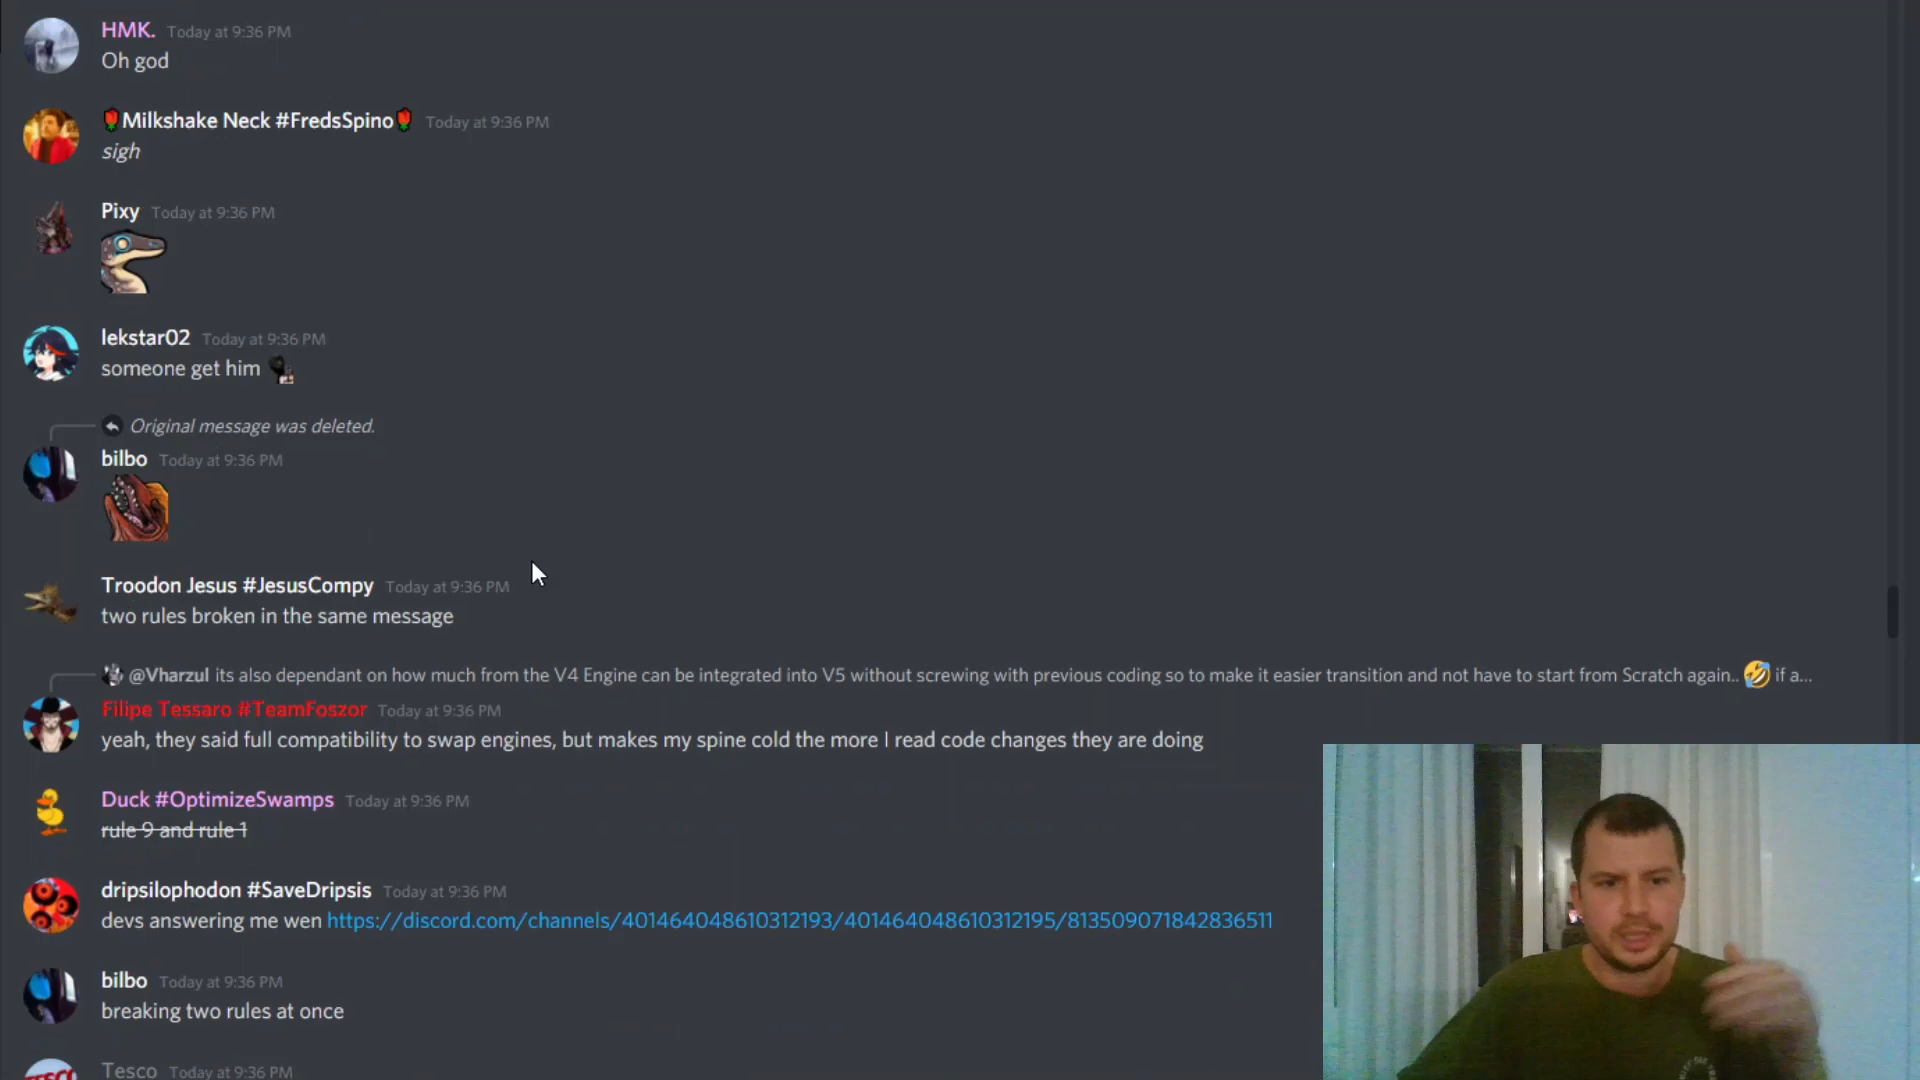 HMK. Today at 9:36 PM
Oh god
🌹Milkshake Neck #FredsSpino🌹 Today at 9:36 PM
sigh
Pixy Today at 9:36 PM
lekstar02 Today at 9:36 PM
someone get him
Original message was deleted.
bilbo Today at 9:36 PM
Troodon Jesus #JesusCompy Today at 9:36 PM
two rules broken in the same message
@Vharzul its also dependant on how much from the V4 Engine can be integrated into V5 without screwing with previous coding so to make it easier transition and not have to start from Scratch again.. 🤣 if a...
Filipe Tessaro #TeamFoszor Today at 9:36 PM
yeah, they said full compatibility to swap engines, but makes my spine cold the more I read code changes they are doing
Duck #OptimizeSwamps Today at 9:36 PM
rule 9 and rule 1
dripsilophodon #SaveDripsis Today at 9:36 PM
devs answering me wen https://discord.com/channels/401464048610312193/401464048610312195/813509071842836511
bilbo Today at 9:36 PM
breaking two rules at once
Tesco Today at 9:36 PM
TESCO